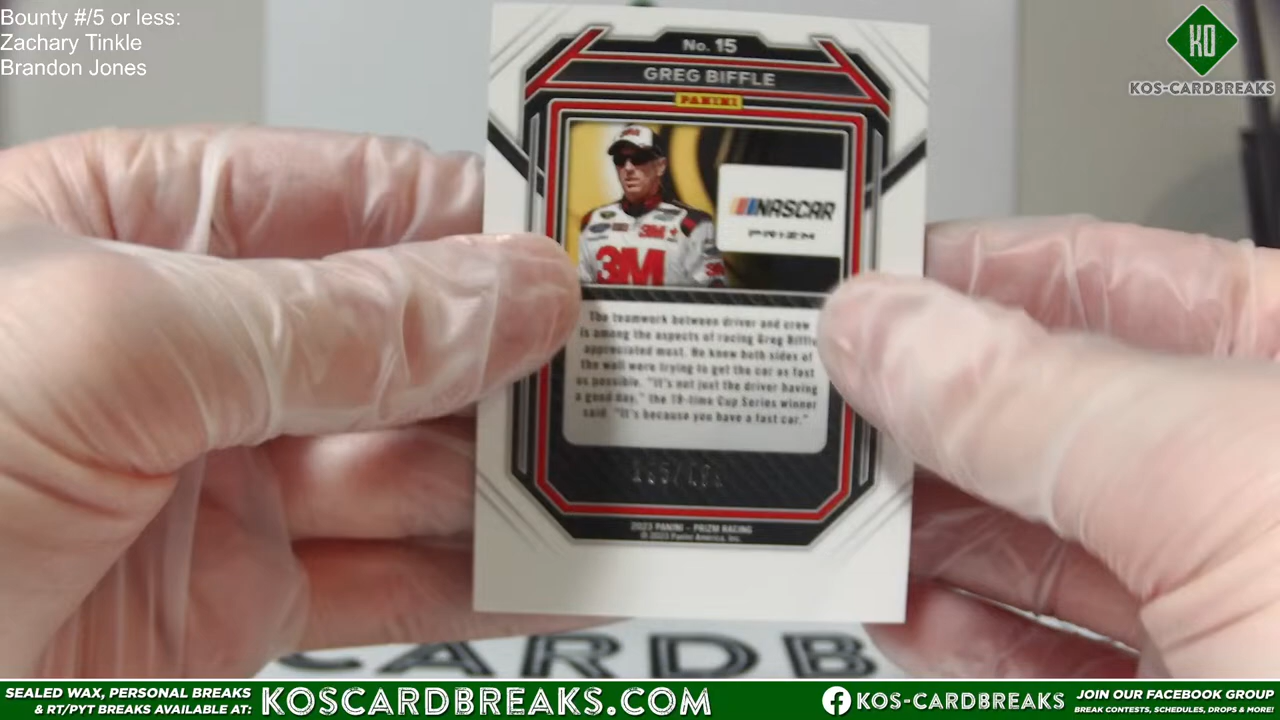 Bounty #/5 or less:
Zachary Tinkle
Brandon Jones
KO
KOS-CARDBREAKS
No. 15
GREG BIFFLE
PANINI
3M
NASCAR
PRIZM
3M
3M
The teamwork between driver and crew
is among the aspects of racing Greg Biffle
appreciated most. He knew both sides of
the wall were trying to get the car as fast
as possible. "It's not just the driver having
a good day," the 19-time Cup Series winner
said. "It's because you have a fast car."
2023 PANINI - PRIZM RACING
© 2023 Panini America, Inc.
CARDB
SEALED WAX, PERSONAL BREAKS
& RT/PYT BREAKS AVAILABLE AT:
KOSCARDBREAKS.COM
KOS-CARDBREAKS
JOIN OUR FACEBOOK GROUP
BREAK CONTESTS, SCHEDULES, DROPS & MORE!